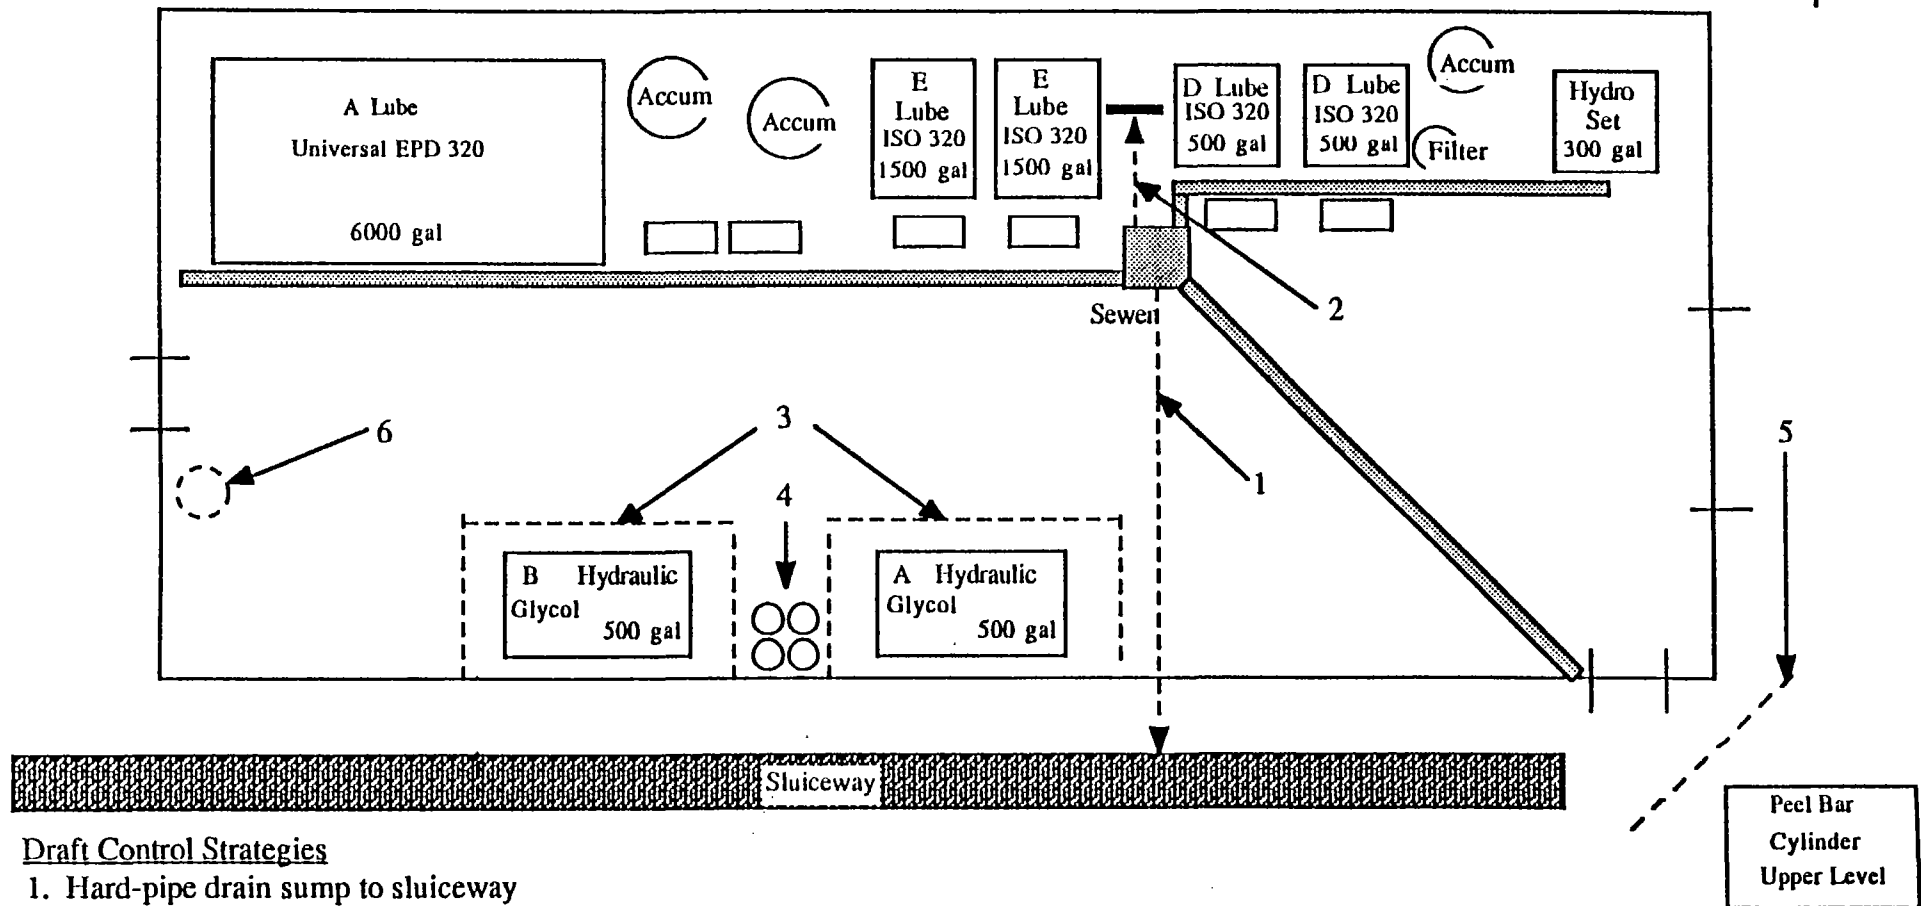 A Lube
Universal EPD 320
6000 gal
Accum
Accum
E
Lube
ISO 320
1500 gal
E
Lube
ISO 320
1500 gal
D Lube
ISO 320
500 gal
D Lube
ISO 320
500 gal
Accum
Filter
Hydro
Set
300 gal
Sewer
2
1
3
4
5
6
B Hydraulic
Glycol
500 gal
A Hydraulic
Glycol
500 gal
Sluiceway
Peel Bar
Cylinder
Upper Level
Draft Control Strategies
1. Hard-pipe drain sump to sluiceway